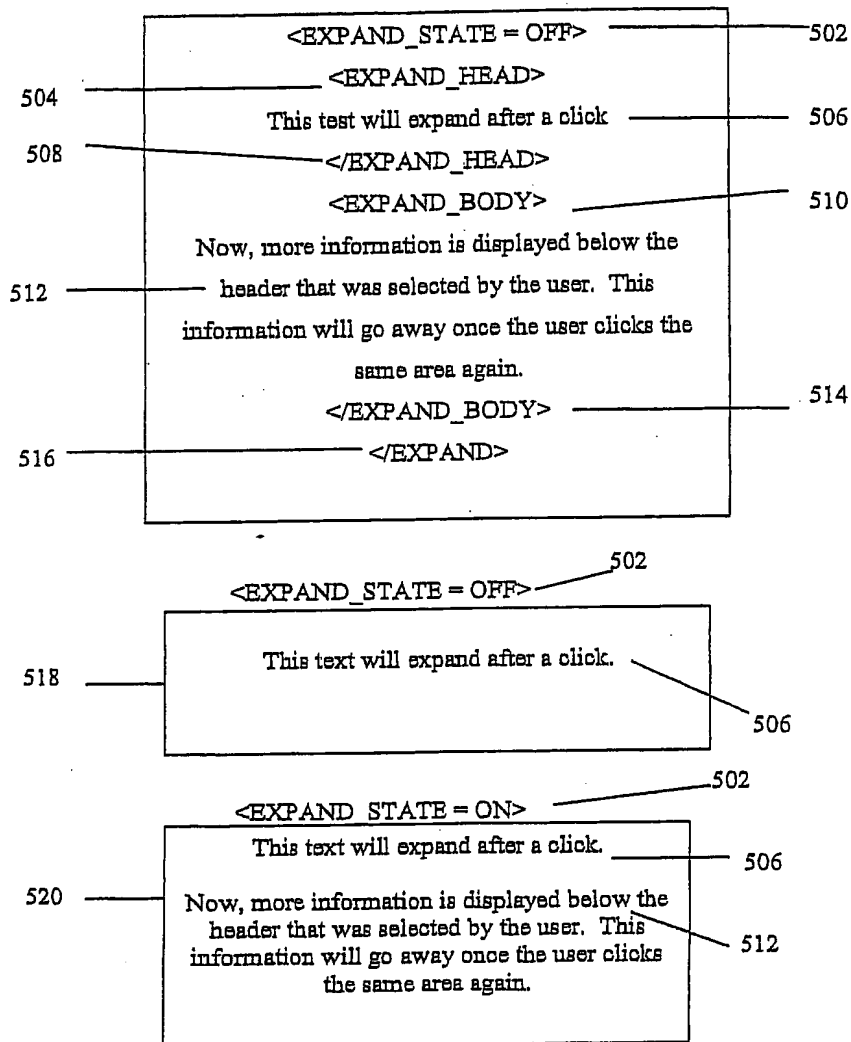 <EXPAND_STATE = OFF> 502
<EXPAND_HEAD>
504
This test will expand after a click 506
508 </EXPAND_HEAD>
<EXPAND_BODY> 510
Now, more information is displayed below the
512 header that was selected by the user. This
information will go away once the user clicks the
same area again.
514
</EXPAND_BODY>
516 </EXPAND>
502
<EXPAND_STATE = OFF>
This text will expand after a click.
518
506
502
<EXPAND STATE = ON>
This text will expand after a click.
506
520
Now, more information is displayed below the
header that was selected by the user. This
512
information will go away once the user clicks
the same area again.